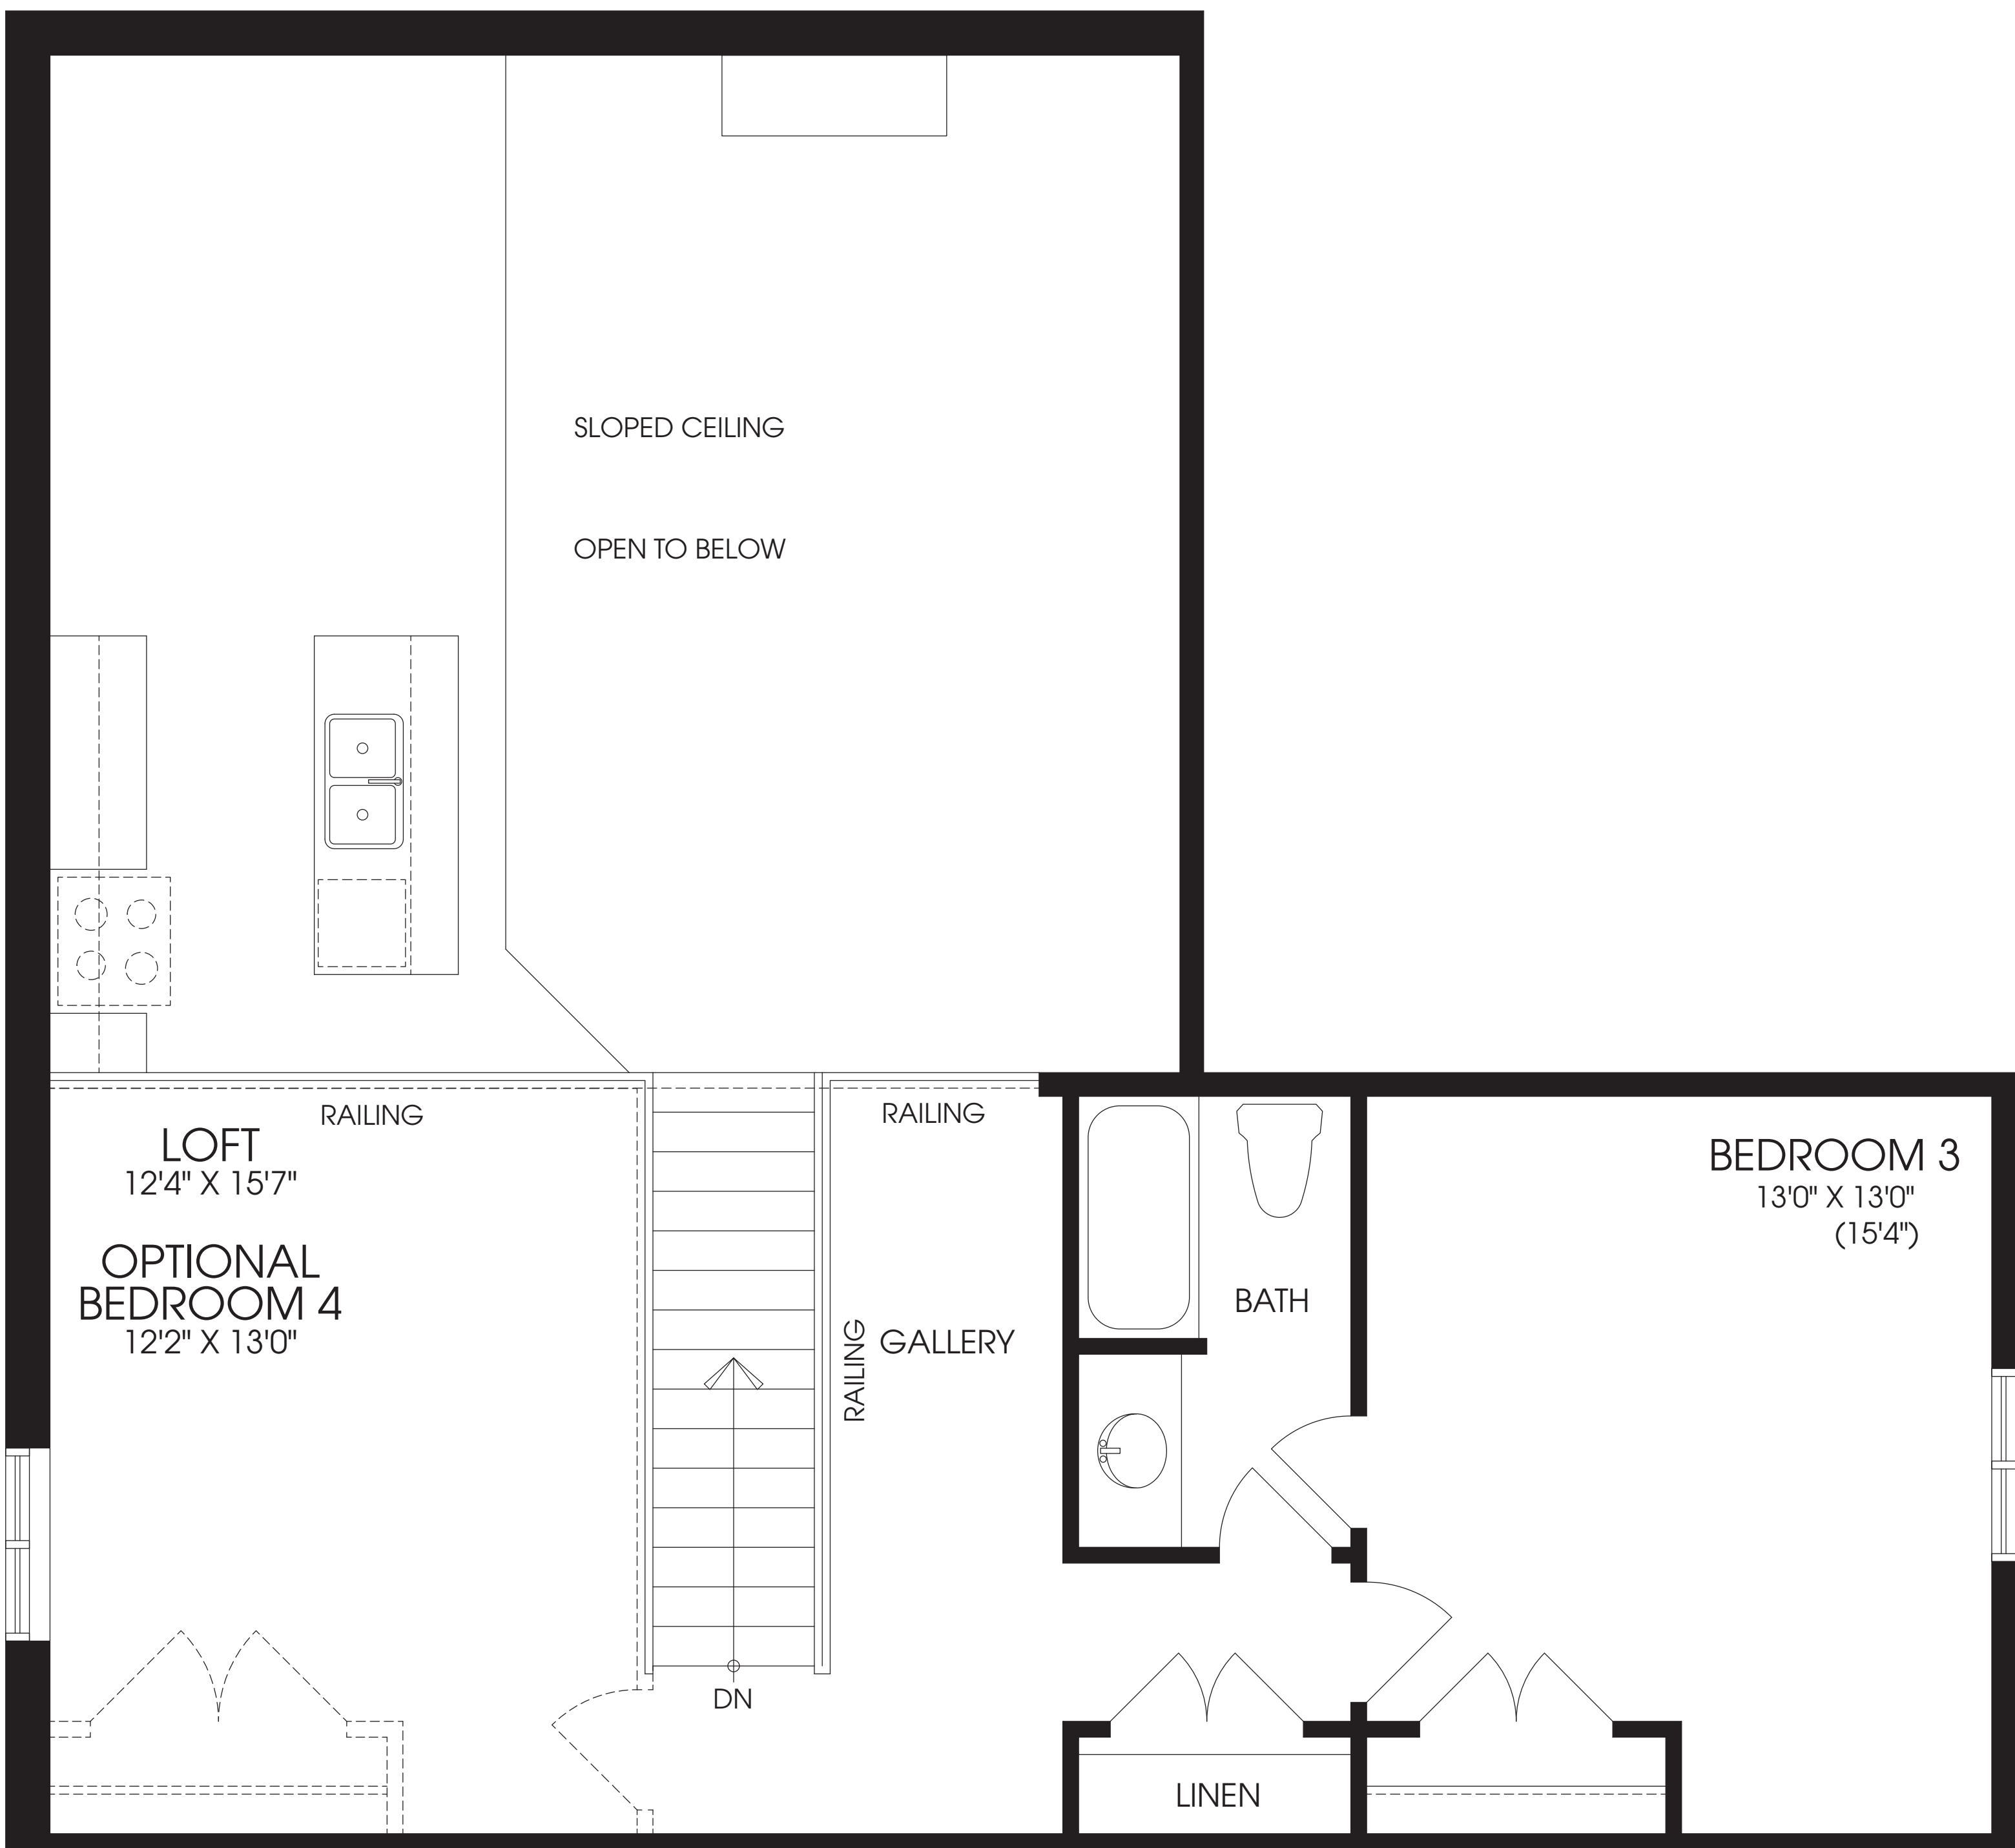 SLOPED CEILING
OPEN TO BELOW
RAILING
RAILING
LOFT
12'4" X 15'7"
OPTIONAL
BEDROOM 4
12'2" X 13'0"
RAILING
GALLERY
BATH
BEDROOM 3
13'0" X 13'0"
(15'4")
DN
LINEN